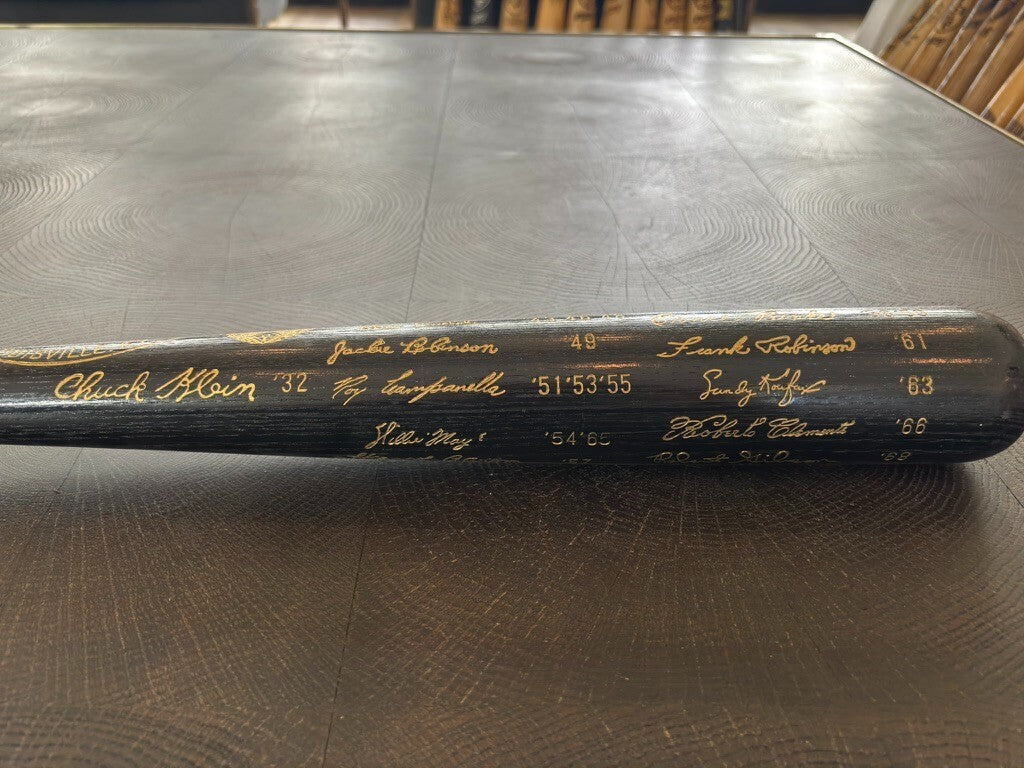 Jackie Robinson '49 Frank Robinson '61
Chuck Klein '32 Roy Campanella '51 '53 '55 Sandy Koufax '63
Willie Mays '54 '65 Roberto Clemente '66
'68